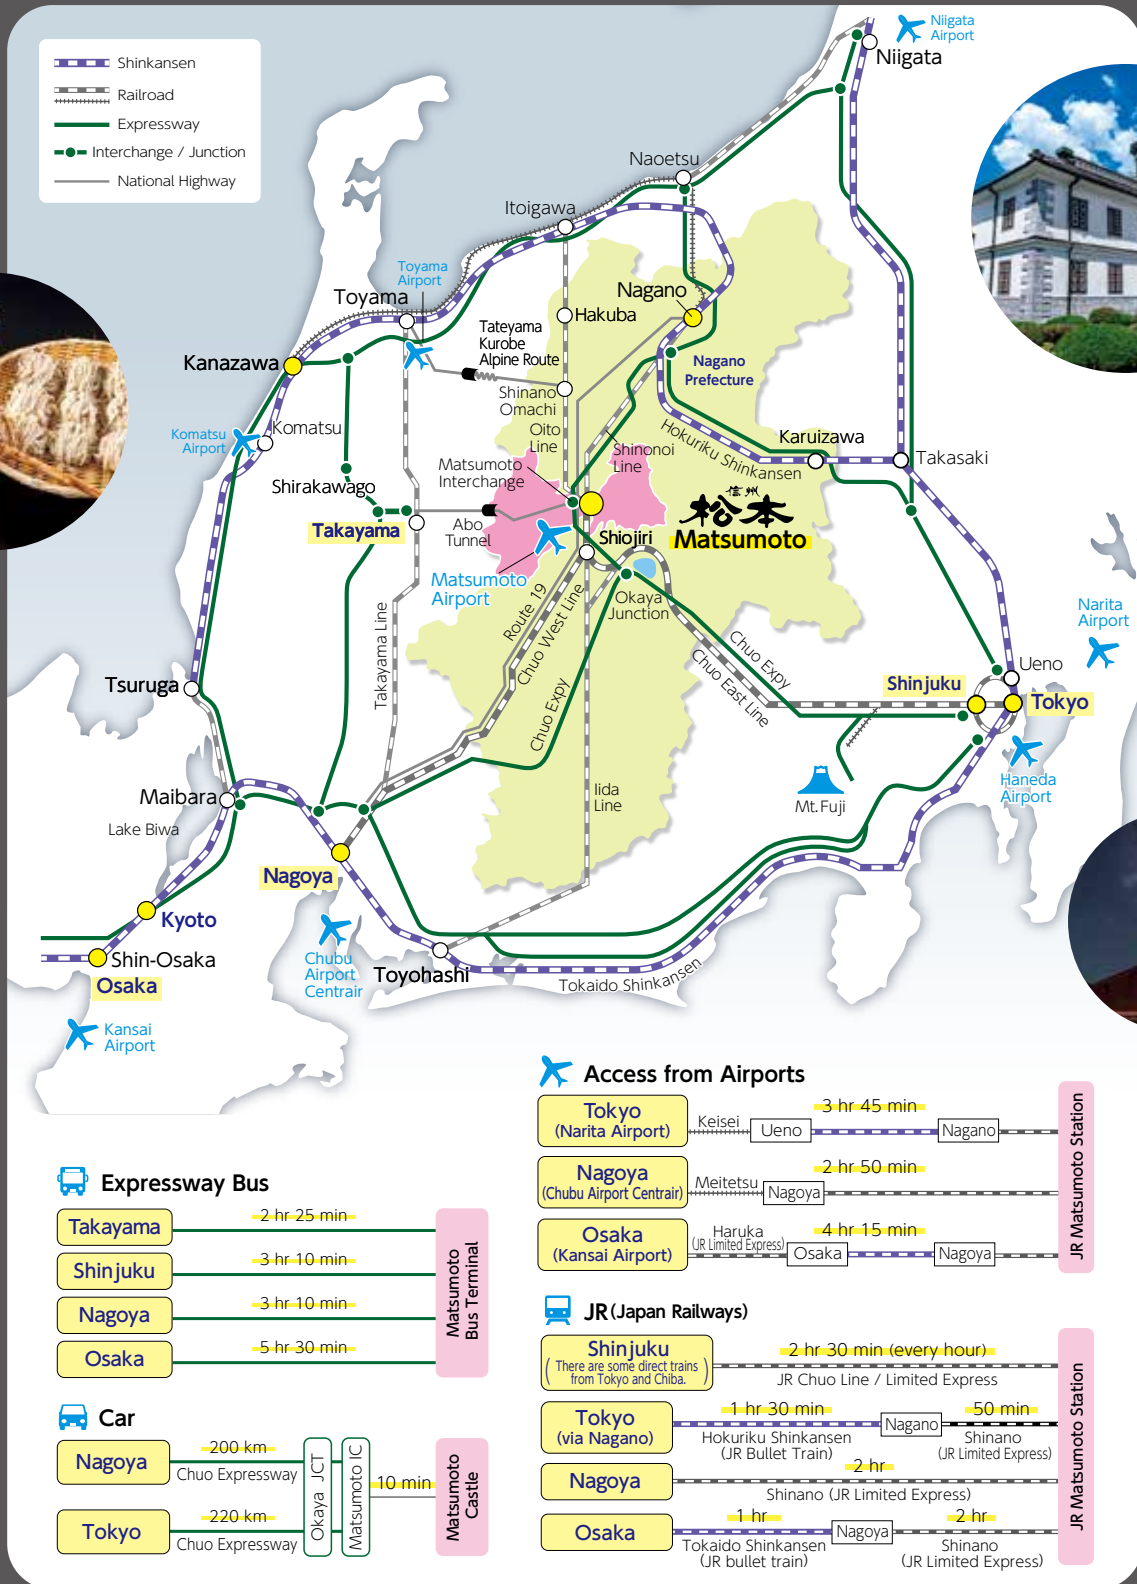 Shinkansen
Railroad
Expressway
Interchange / Junction
National Highway
Niigata
Airport
Niigata
Naoetsu
Itoigawa
Toyama
Airport
Toyama
Nagano
Hakuba
Tateyama
Kurobe
Alpine Route
Kanazawa
Nagano
Prefecture
Shinano
Omachi
Komatsu
Airport
Komatsu
Oito
Line
Hokuriku Shinkansen
Karuizawa
Takasaki
Shinonoi
Line
Matsumoto
Interchange
Shirakawago
信州
松本
Matsumoto
Takayama
Abo
Tunnel
Shiojiri
Matsumoto
Airport
Okaya
Junction
Route 19
Chuo West Line
Takayama Line
Narita
Airport
Chuo Expy
Chuo East Line
Ueno
Tsuruga
Shinjuku
Tokyo
Chuo Expy
Haneda
Airport
Maibara
Mt.Fuji
Iida
Line
Lake Biwa
Nagoya
Kyoto
Chubu
Airport
Centrair
Shin-Osaka
Osaka
Toyohashi
Tokaido Shinkansen
Kansai
Airport
Access from Airports
Tokyo
(Narita Airport)
Keisei
Ueno
3 hr 45 min
Nagano
Nagoya
(Chubu Airport Centrair)
Meitetsu
Nagoya
2 hr 50 min
Osaka
(Kansai Airport)
Haruka
(JR Limited Express)
Osaka
4 hr 15 min
Nagoya
JR Matsumoto Station
Expressway Bus
Takayama
2 hr 25 min
Shinjuku
3 hr 10 min
Nagoya
3 hr 10 min
Osaka
5 hr 30 min
Matsumoto
Bus Terminal
JR (Japan Railways)
Shinjuku
(There are some direct trains
from Tokyo and Chiba.)
2 hr 30 min (every hour)
JR Chuo Line / Limited Express
Tokyo
(via Nagano)
1 hr 30 min
Hokuriku Shinkansen
(JR Bullet Train)
Nagano
50 min
Shinano
(JR Limited Express)
Nagoya
2 hr
Shinano (JR Limited Express)
Osaka
1 hr
Tokaido Shinkansen
(JR bullet train)
Nagoya
2 hr
Shinano
(JR Limited Express)
JR Matsumoto Station
Car
Nagoya
200 km
Chuo Expressway
Tokyo
220 km
Chuo Expressway
Okaya JCT
Matsumoto IC
10 min
Matsumoto
Castle